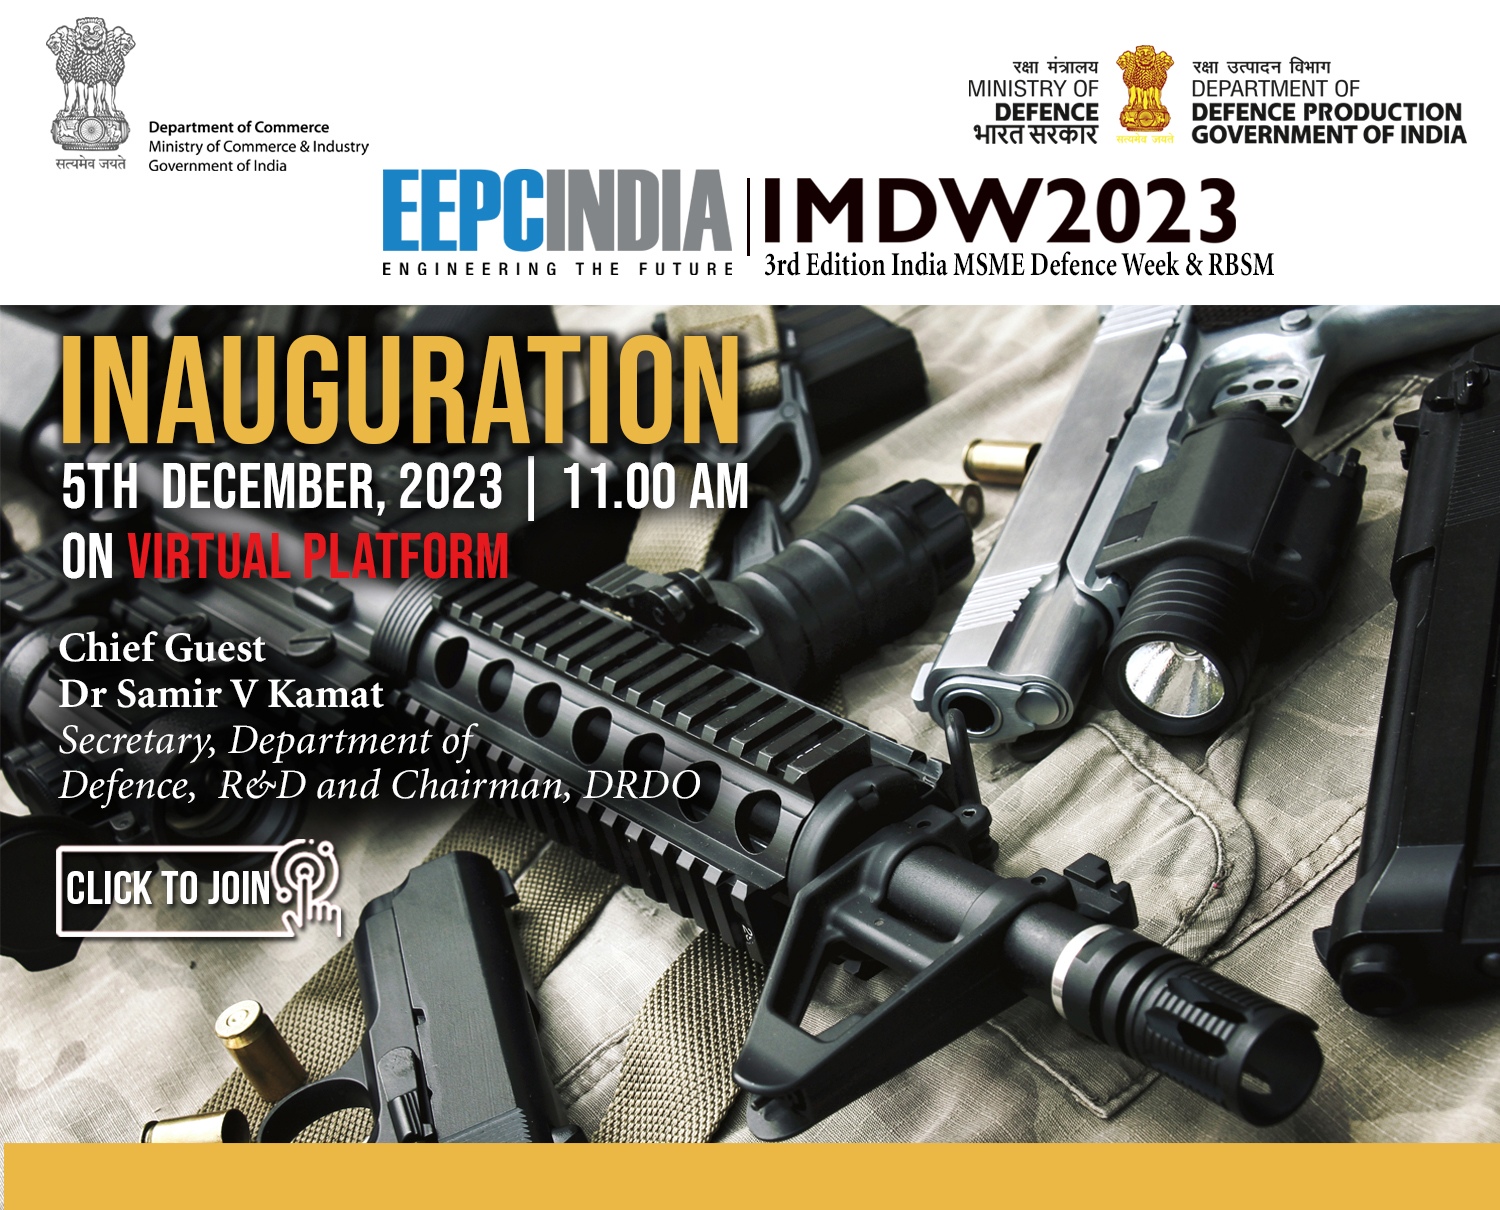 सत्यमेव जयते
Department of Commerce
Ministry of Commerce & Industry
Government of India
रक्षा मंत्रालय
MINISTRY OF
DEFENCE
भारत सरकार
सत्यमेव जयते
रक्षा उत्पादन विभाग
DEPARTMENT OF
DEFENCE PRODUCTION
GOVERNMENT OF INDIA
EEPCINDIA
ENGINEERING THE FUTURE
IMDW2023
3rd Edition India MSME Defence Week & RBSM
INAUGURATION
5TH DECEMBER, 2023 | 11.00 AM
ON VIRTUAL PLATFORM
Chief Guest
Dr Samir V Kamat
Secretary, Department of
Defence, R&D and Chairman, DRDO
CLICK TO JOIN